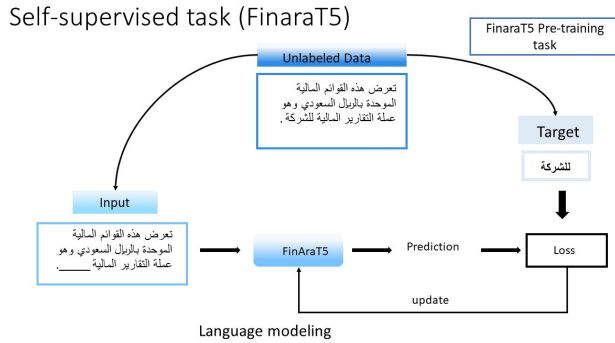 Self-supervised task (FinaraT5)
FinaraT5 Pre-training
task
Unlabeled Data
تعرض هذه القوائم المالية
الموحدة بالريال السعودي وهو
عملة التقارير المالية للشركة .
Target
للشركة
Input
تعرض هذه القوائم المالية
الموحدة بالريال السعودي وهو
عملة التقارير المالية _____.
FinAraT5
Prediction
Loss
update
Language modeling